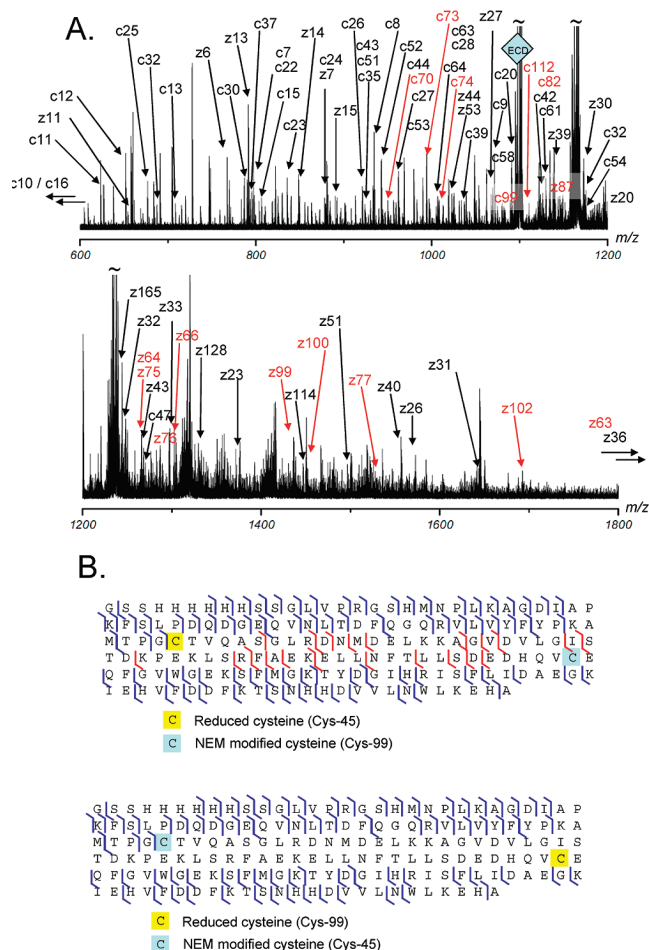 A.
c25 c37 z14 c26 c8 c73 c63 z27 ~ ~
z13 c7 c24 c43 c52 c28 ECD
c32 z6 c22 z7 c51 c44 c64 c20 c112
c13 c30 c15 c35 c70 c74 z44 c82
c12 z15 c27 z53 c9 c42 z30
z11 c23 c53 c39 c61 z39 c32
c11 c58 c54
c10 / c16 c99 z87 z20
600 800 1000 1200
m/z
~
z165 z33 z51
z32 z66 z100
z64 z128 z31
z75 z43 z23 z99 z77 z40
c47 z114 z26 z102 z63
z76 z36
1200 1400 1600 1800
m/z
B.
G S S H H H H H H S S G L V P R G S H M N P L K A G D I A P
K F S L P D Q D G E Q V N L T D F Q G Q R V L V Y F Y P K A
M T P G C T V Q A S G L R D N M D E L K K A G V D V L G I S
T D K P E K L S R F A E K E L L N F T L L S D E D H Q V C E
Q F G V W G E K S F M G K T Y D G I H R I S F L I D A E G K
I E H V F D D F K T S N H H D V V L N W L K E H A
C Reduced cysteine (Cys-45)
C NEM modified cysteine (Cys-99)
G S S H H H H H H S S G L V P R G S H M N P L K A G D I A P
K F S L P D Q D G E Q V N L T D F Q G Q R V L V Y F Y P K A
M T P G C T V Q A S G L R D N M D E L K K A G V D V L G I S
T D K P E K L S R F A E K E L L N F T L L S D E D H Q V C E
Q F G V W G E K S F M G K T Y D G I H R I S F L I D A E G K
I E H V F D D F K T S N H H D V V L N W L K E H A
C Reduced cysteine (Cys-99)
C NEM modified cysteine (Cys-45)